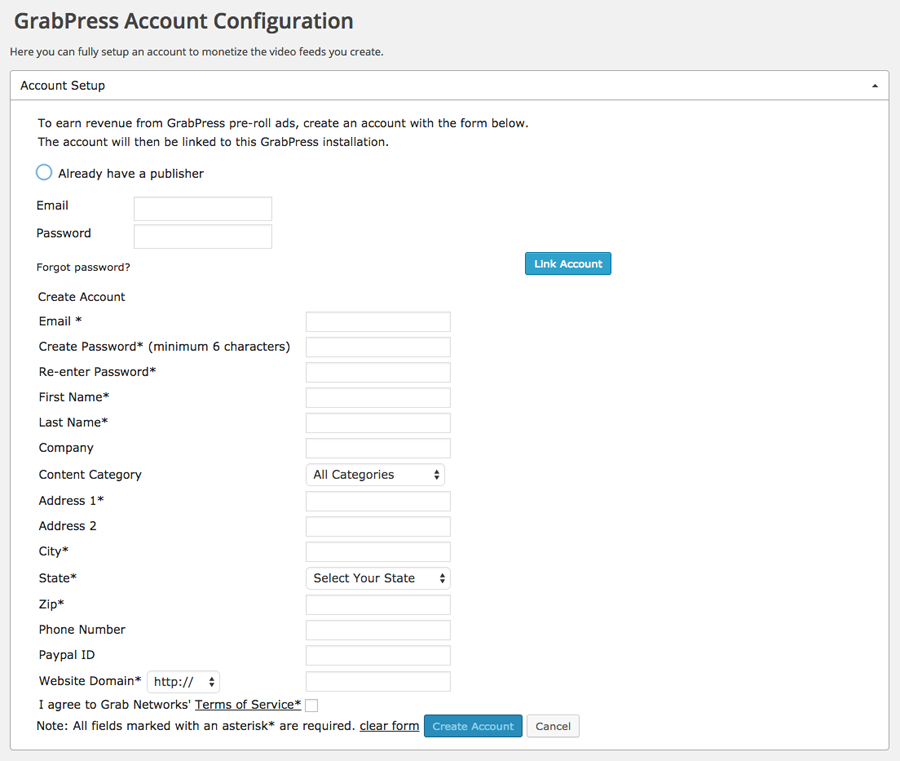 GrabPress Account Configuration
Here you can fully setup an account to monetize the video feeds you create.
Account Setup
To earn revenue from GrabPress pre-roll ads, create an account with the form below.
The account will then be linked to this GrabPress installation.
Already have a publisher
Email
Password
Forgot password?
Link Account
Create Account
Email *
Create Password* (minimum 6 characters)
Re-enter Password*
First Name*
Last Name*
Company
Content Category All Categories
Address 1*
Address 2
City*
State* Select Your State
Zip*
Phone Number
Paypal ID
Website Domain* http://
I agree to Grab Networks' Terms of Service*
Note: All fields marked with an asterisk* are required. clear form Create Account Cancel